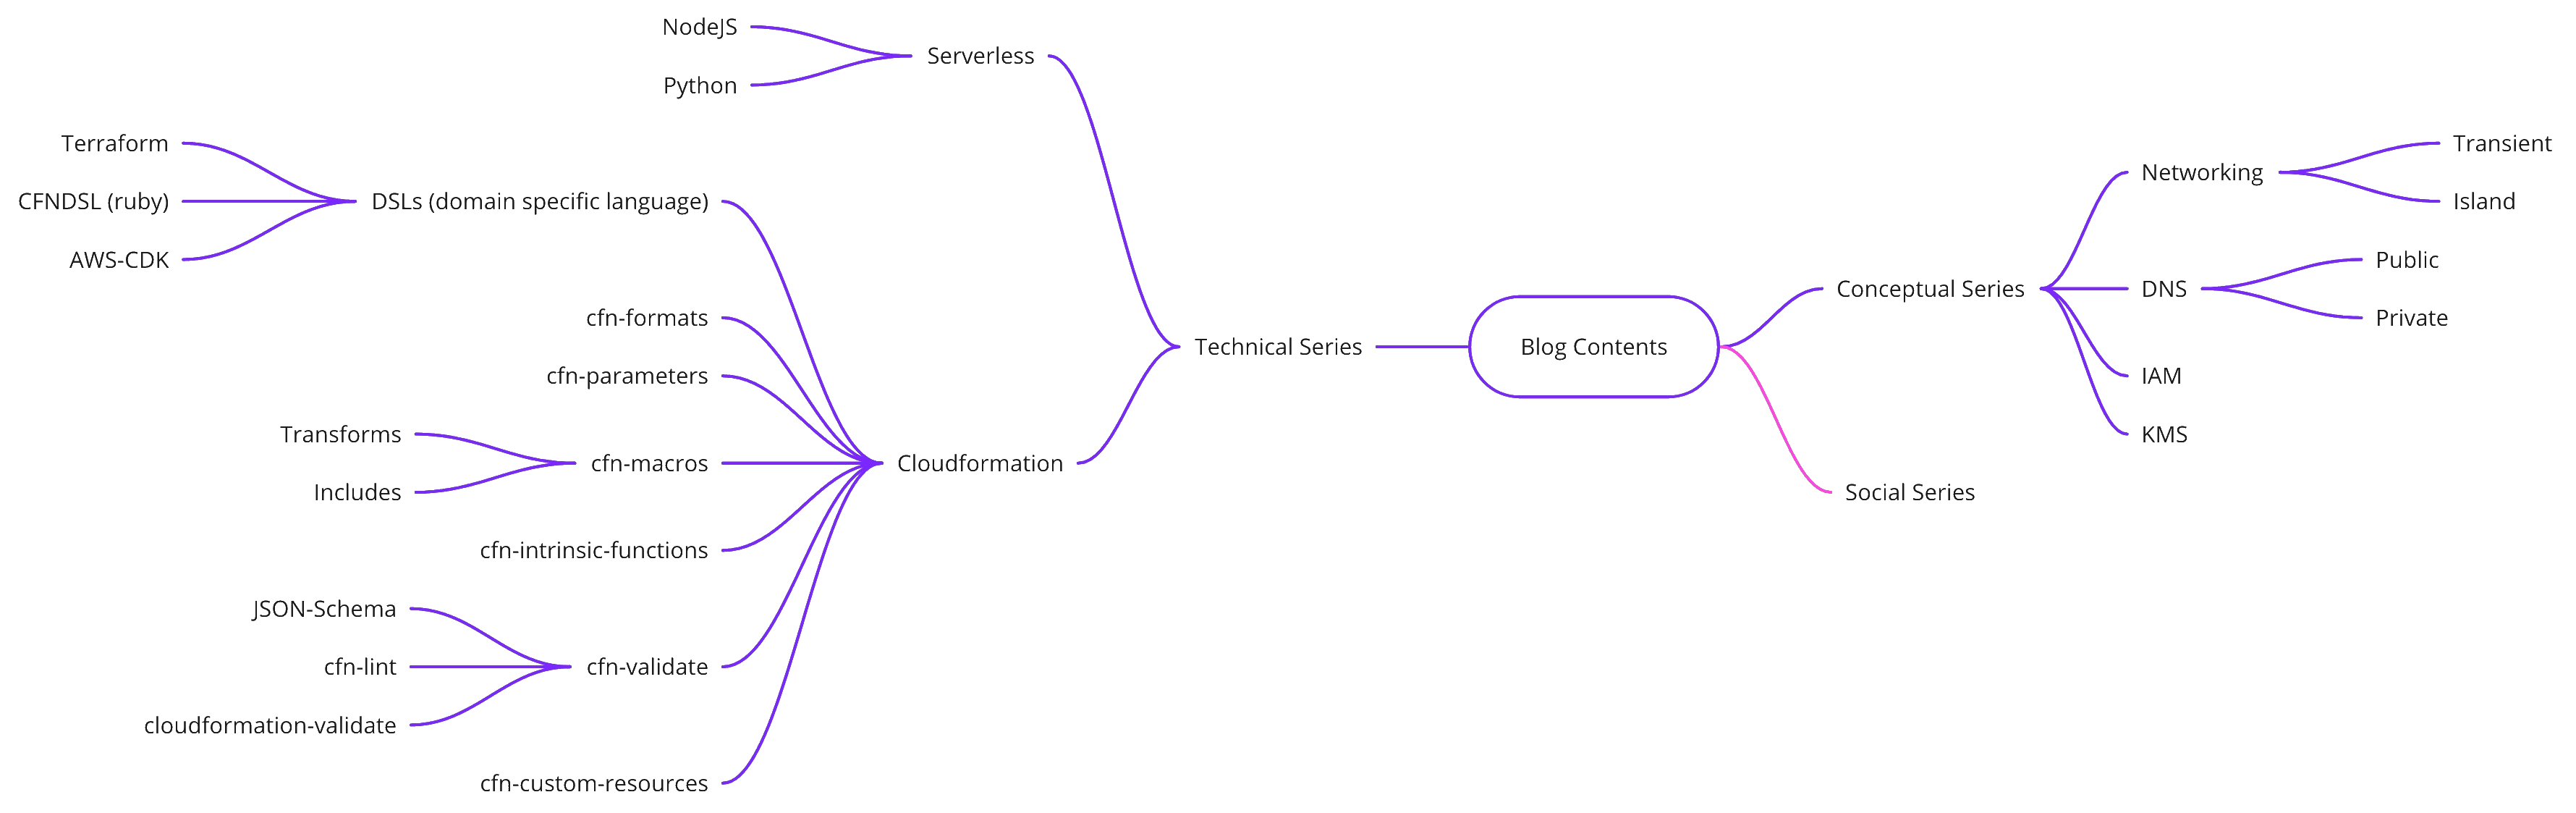 NodeJS
Serverless
Python
Terraform
CFNDSL (ruby)
DSLs (domain specific language)
AWS-CDK
cfn-formats
cfn-parameters
Transforms
cfn-macros
Includes
Cloudformation
cfn-intrinsic-functions
JSON-Schema
cfn-lint
cfn-validate
cloudformation-validate
cfn-custom-resources
Technical Series
Blog Contents
Conceptual Series
Networking
Transient
Island
DNS
Public
Private
IAM
KMS
Social Series